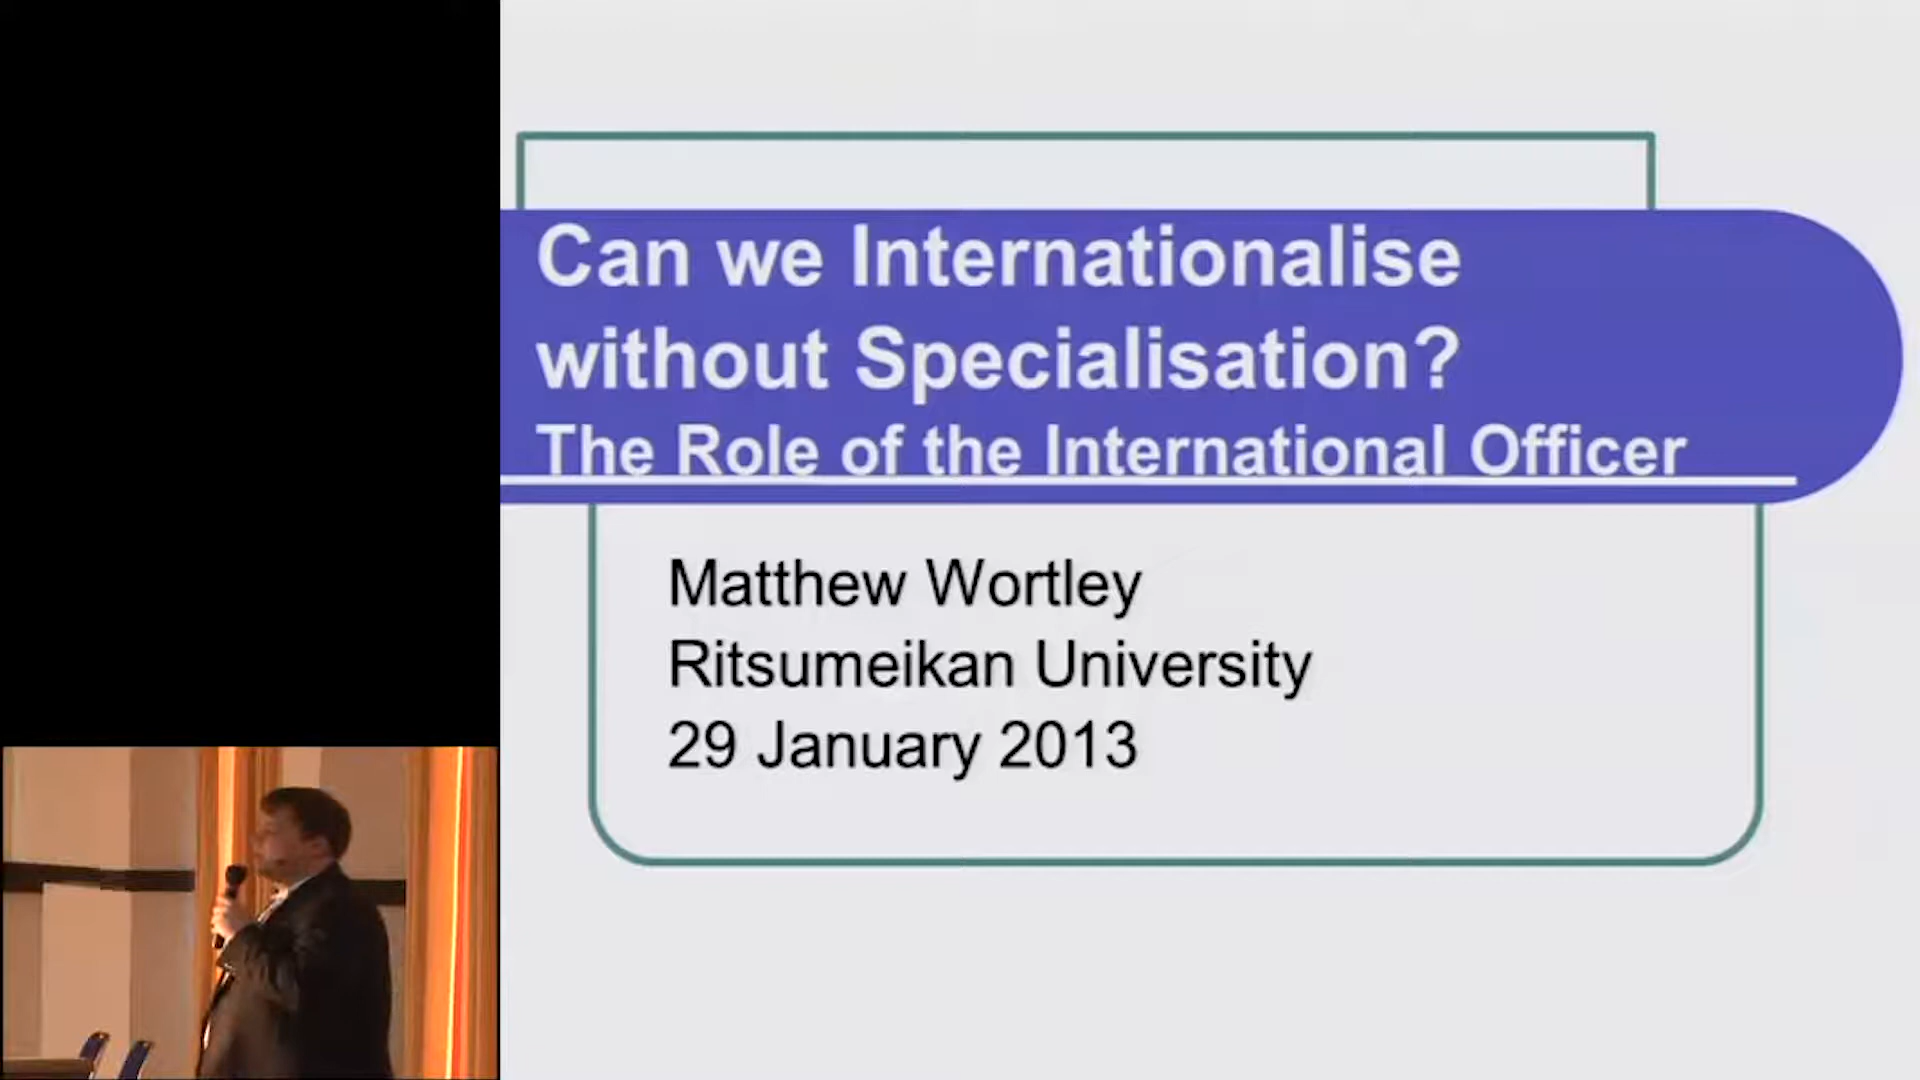 Can we Internationalise
without Specialisation?
The Role of the International Officer
Matthew Wortley
Ritsumeikan University
29 January 2013